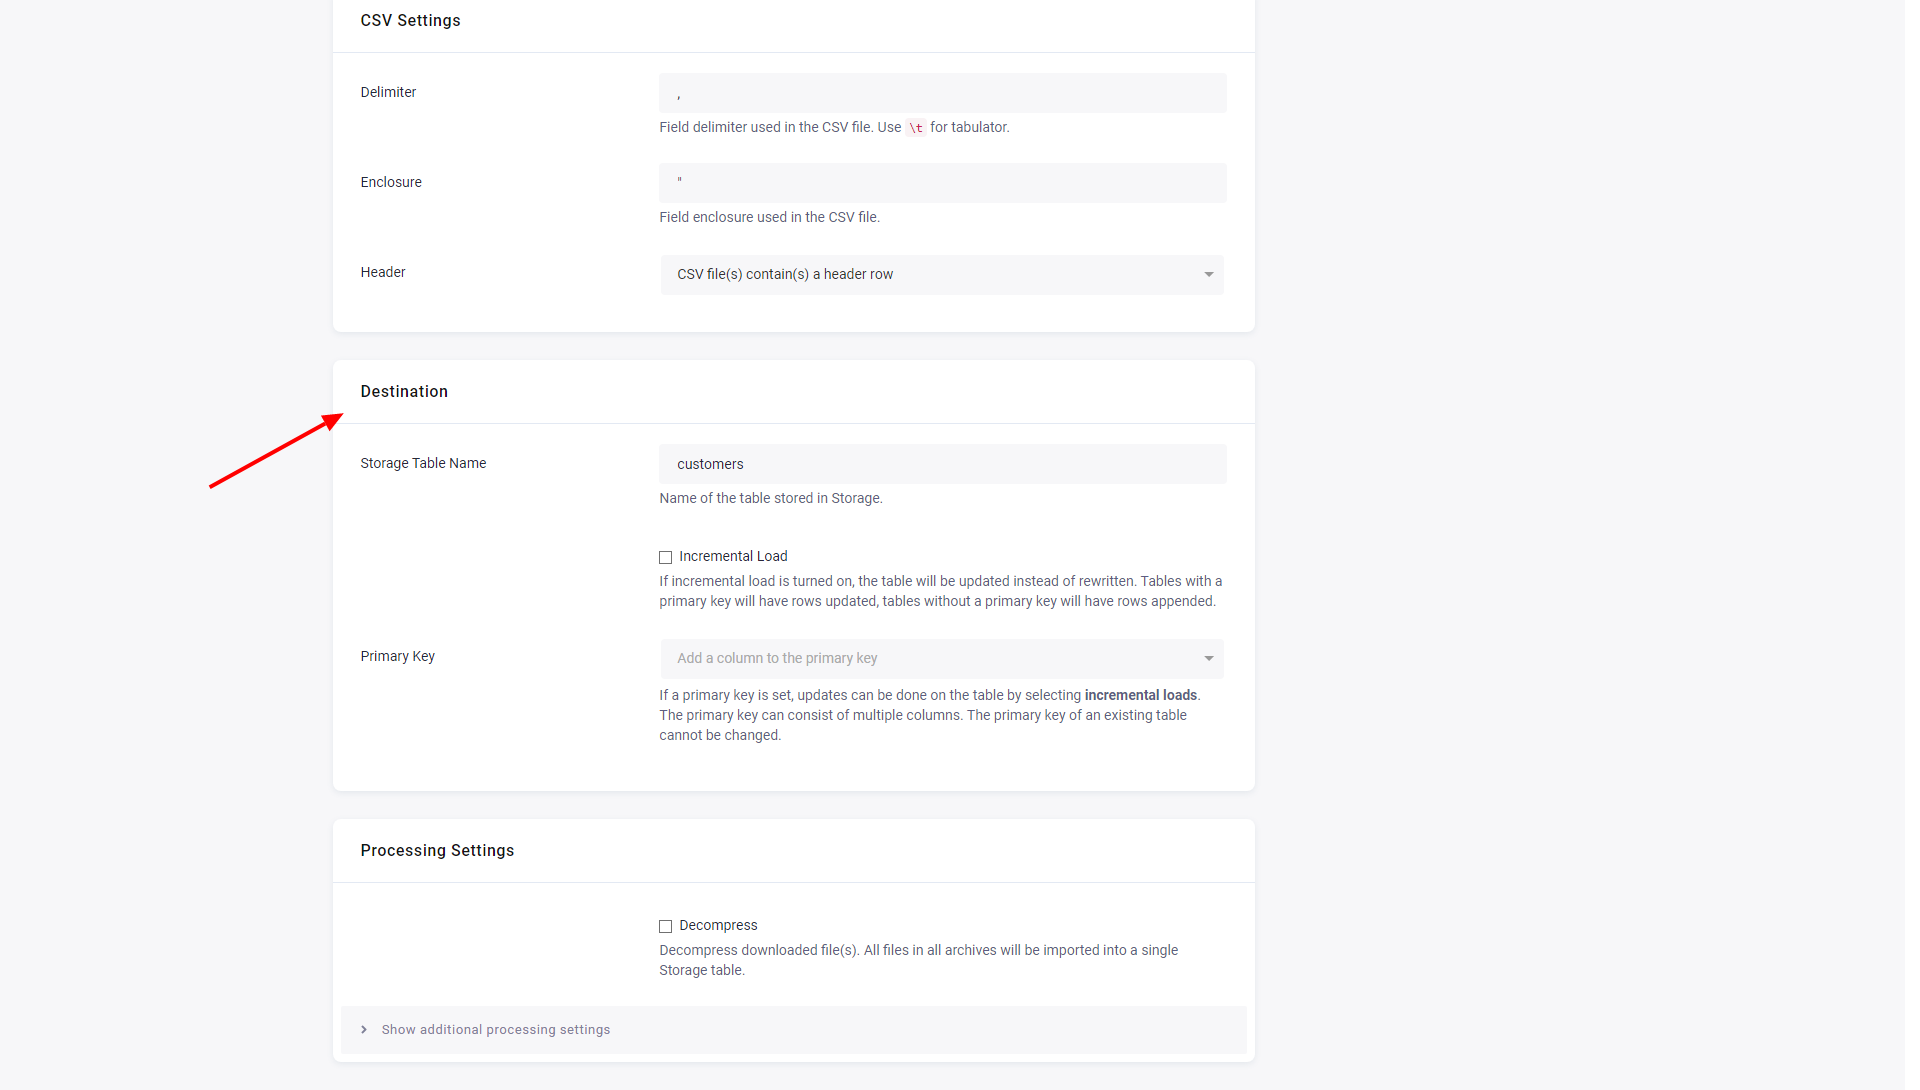 CSV Settings
Delimiter
,
Field delimiter used in the CSV file. Use \t for tabulator.
Enclosure
"
Field enclosure used in the CSV file.
Header
CSV file(s) contain(s) a header row
Destination
Storage Table Name
customers
Name of the table stored in Storage.
Incremental Load
If incremental load is turned on, the table will be updated instead of rewritten. Tables with a
primary key will have rows updated, tables without a primary key will have rows appended.
Primary Key
Add a column to the primary key
If a primary key is set, updates can be done on the table by selecting incremental loads.
The primary key can consist of multiple columns. The primary key of an existing table
cannot be changed.
Processing Settings
Decompress
Decompress downloaded file(s). All files in all archives will be imported into a single
Storage table.
Show additional processing settings